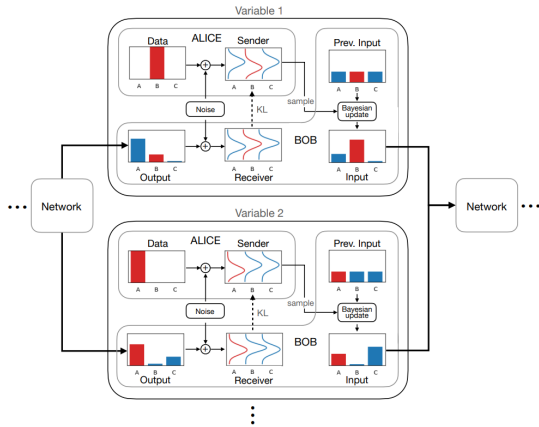 Variable 1
Data
ALICE
Sender
Prev. Input
A B C
A B C
A B C
sample
Noise
KL
Bayesian
update
BOB
A B C
A B C
A B C
Output
Receiver
Input
... Network
Network ...
Variable 2
Data
ALICE
Sender
Prev. Input
A B C
A B C
A B C
sample
Noise
KL
Bayesian
update
BOB
A B C
A B C
A B C
Output
Receiver
Input
...